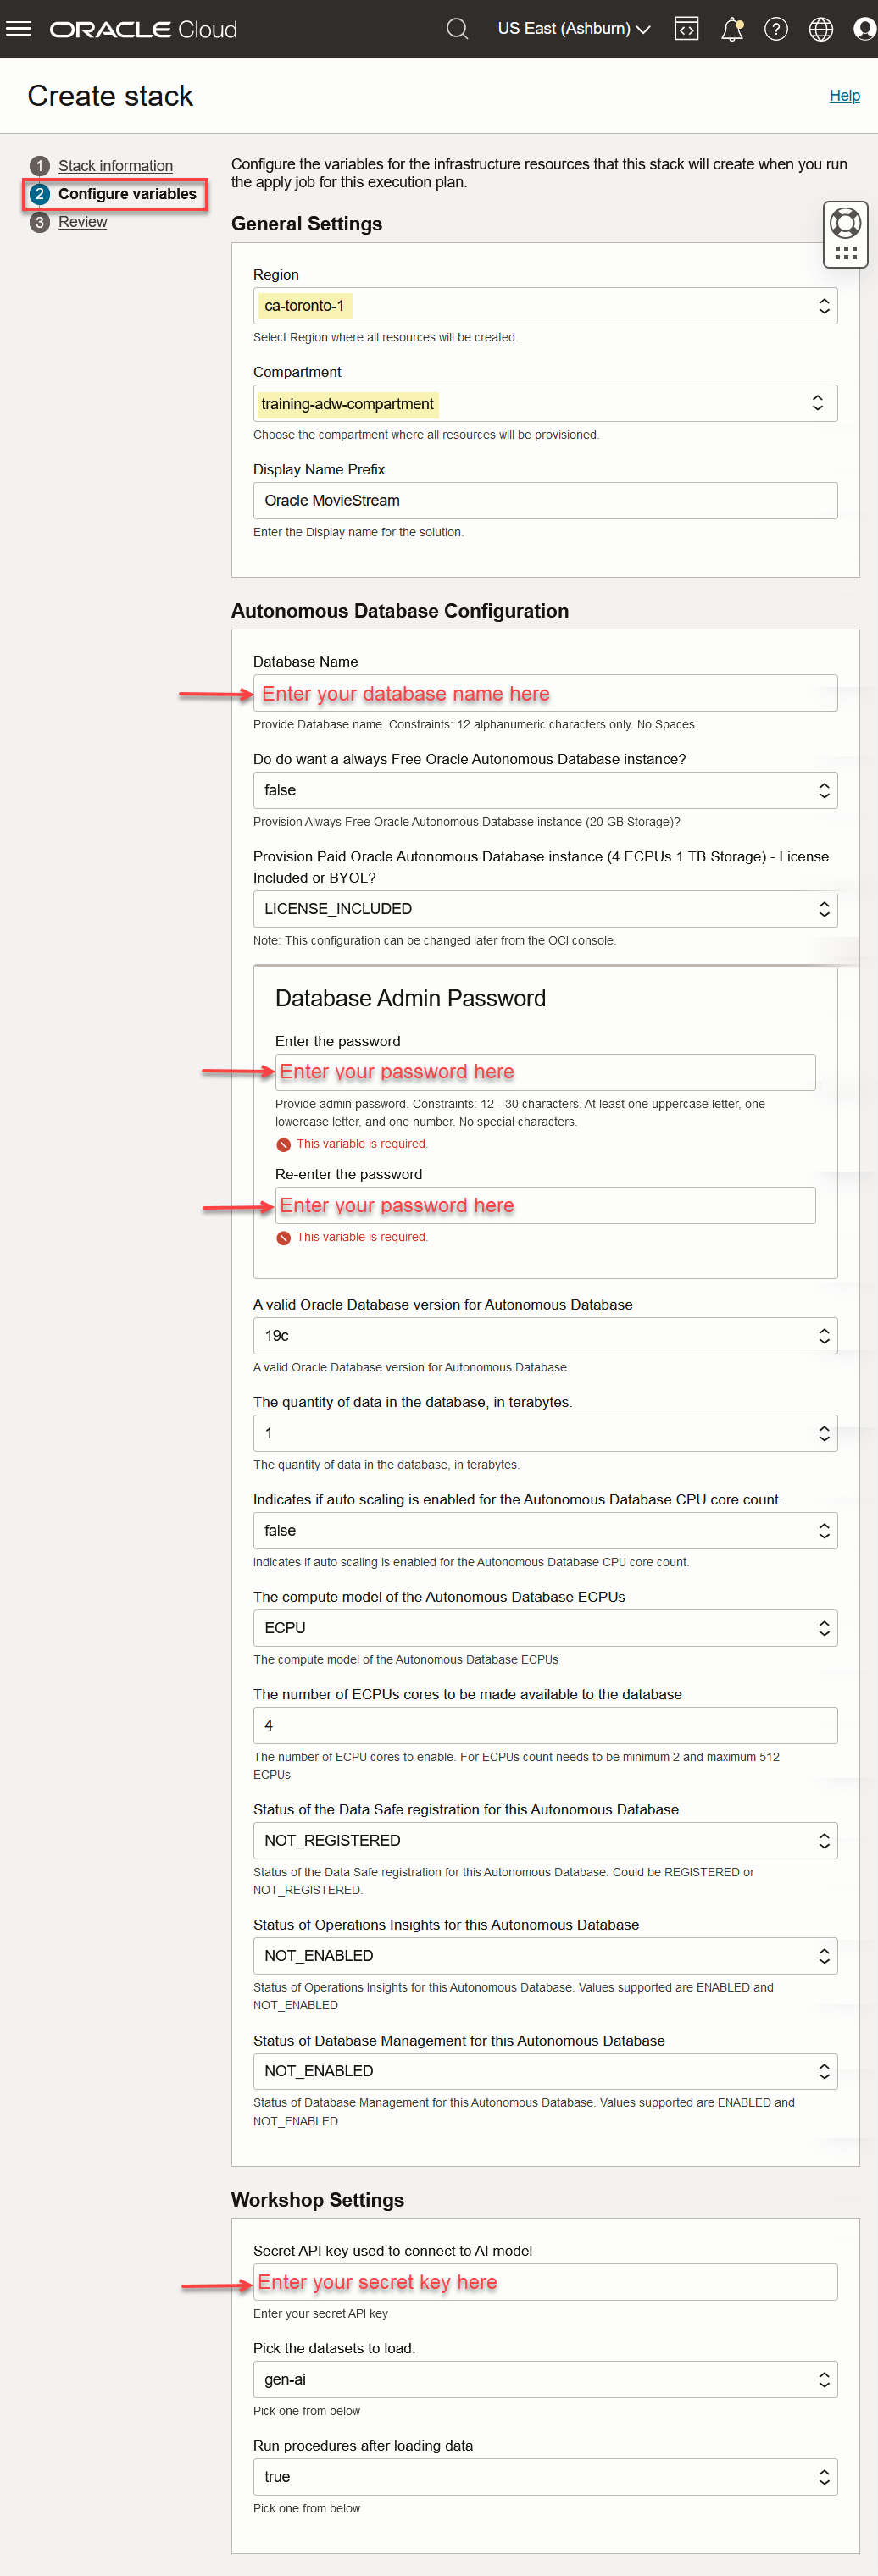 ORACLE Cloud
US East (Ashburn)
Create stack
Help
1 Stack information
2 Configure variables
3 Review
Configure the variables for the infrastructure resources that this stack will create when you run
the apply job for this execution plan.
General Settings
Region
ca-toronto-1
Select Region where all resources will be created.
Compartment
training-adw-compartment
Choose the compartment where all resources will be provisioned.
Display Name Prefix
Oracle MovieStream
Enter the Display name for the solution.
Autonomous Database Configuration
Database Name
Enter your database name here
Provide Database name. Constraints: 12 alphanumeric characters only. No Spaces.
Do do want a always Free Oracle Autonomous Database instance?
false
Provision Always Free Oracle Autonomous Database instance (20 GB Storage)?
Provision Paid Oracle Autonomous Database instance (4 ECPUs 1 TB Storage) - License
Included or BYOL?
LICENSE_INCLUDED
Note: This configuration can be changed later from the OCI console.
Database Admin Password
Enter the password
Enter your password here
Provide admin password. Constraints: 12 - 30 characters. At least one uppercase letter, one
lowercase letter, and one number. No special characters.
This variable is required.
Re-enter the password
Enter your password here
This variable is required.
A valid Oracle Database version for Autonomous Database
19c
A valid Oracle Database version for Autonomous Database
The quantity of data in the database, in terabytes.
1
The quantity of data in the database, in terabytes.
Indicates if auto scaling is enabled for the Autonomous Database CPU core count.
false
Indicates if auto scaling is enabled for the Autonomous Database CPU core count.
The compute model of the Autonomous Database ECPUs
ECPU
The compute model of the Autonomous Database ECPUs
The number of ECPUs cores to be made available to the database
4
The number of ECPU cores to enable. For ECPUs count needs to be minimum 2 and maximum 512
ECPUs
Status of the Data Safe registration for this Autonomous Database
NOT_REGISTERED
Status of the Data Safe registration for this Autonomous Database. Could be REGISTERED or
NOT_REGISTERED.
Status of Operations Insights for this Autonomous Database
NOT_ENABLED
Status of Operations Insights for this Autonomous Database. Values supported are ENABLED and
NOT_ENABLED
Status of Database Management for this Autonomous Database
NOT_ENABLED
Status of Database Management for this Autonomous Database. Values supported are ENABLED and
NOT_ENABLED
Workshop Settings
Secret API key used to connect to AI model
Enter your secret key here
Enter your secret API key
Pick the datasets to load.
gen-ai
Pick one from below
Run procedures after loading data
true
Pick one from below